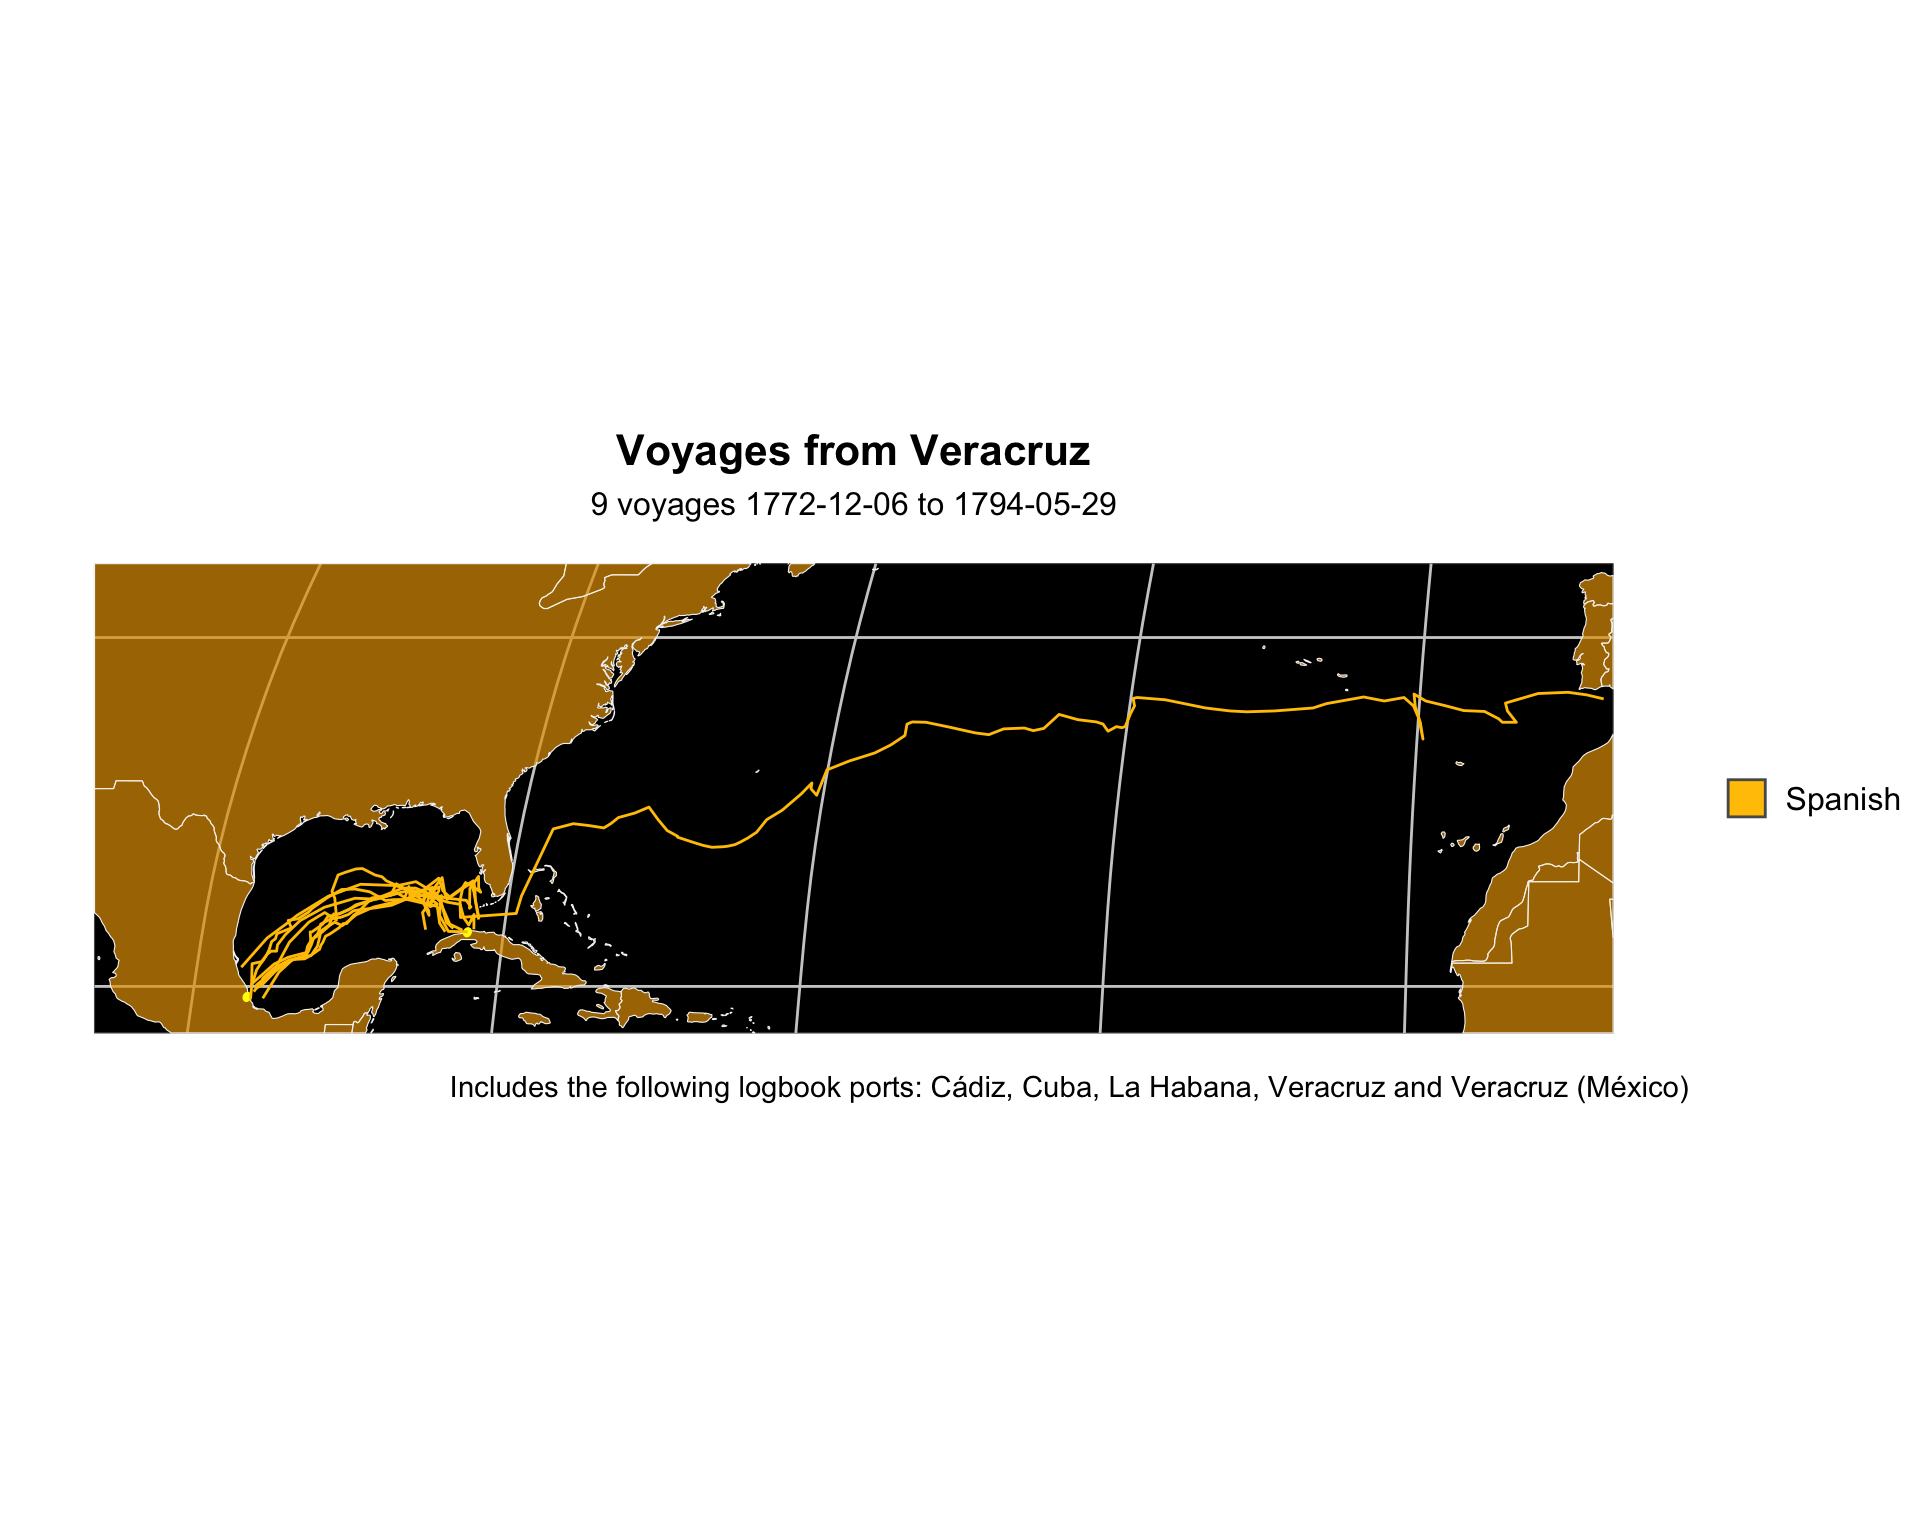 Voyages from Veracruz
9 voyages 1772-12-06 to 1794-05-29
Spanish
Includes the following logbook ports: Cádiz, Cuba, La Habana, Veracruz and Veracruz (México)